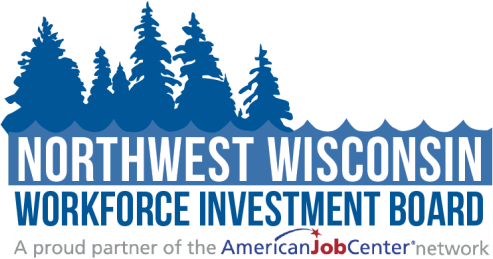 NORTHWEST WISCONSIN
WORKFORCE INVESTMENT BOARD
A proud partner of the AmericanJobCenter® network